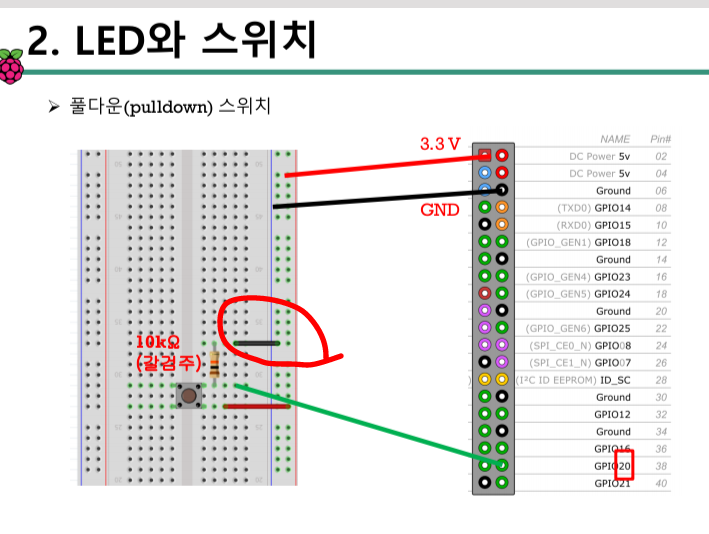 2. LED와 스위치
➢ 풀다운(pulldown) 스위치
3.3 V
GND
10kΩ
(갈검주)
NAME Pin#
DC Power 5v 02
DC Power 5v 04
Ground 06
(TXD0) GPIO14 08
(RXD0) GPIO15 10
(GPIO_GEN1) GPIO18 12
Ground 14
(GPIO_GEN4) GPIO23 16
(GPIO_GEN5) GPIO24 18
Ground 20
(GPIO_GEN6) GPIO25 22
(SPI_CE0_N) GPIO08 24
(SPI_CE1_N) GPIO07 26
) (I²C ID EEPROM) ID_SC 28
Ground 30
GPIO12 32
Ground 34
GPIO16 36
GPIO20 38
GPIO21 40